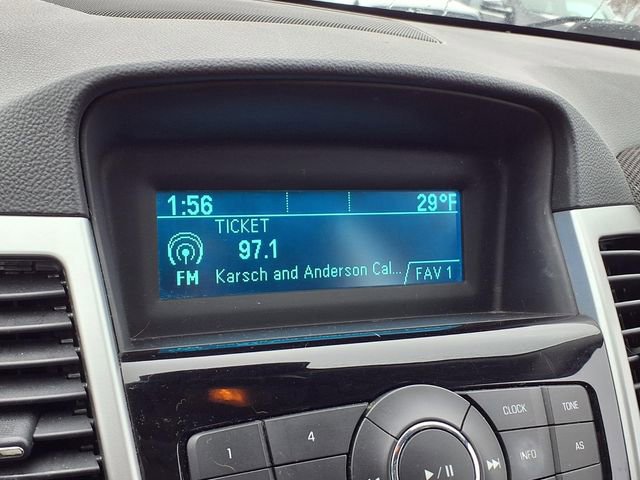 1:56 29°F
TICKET
97.1
FM Karsch and Anderson Cal... FAV 1
CLOCK TONE
1 4
INFO AS